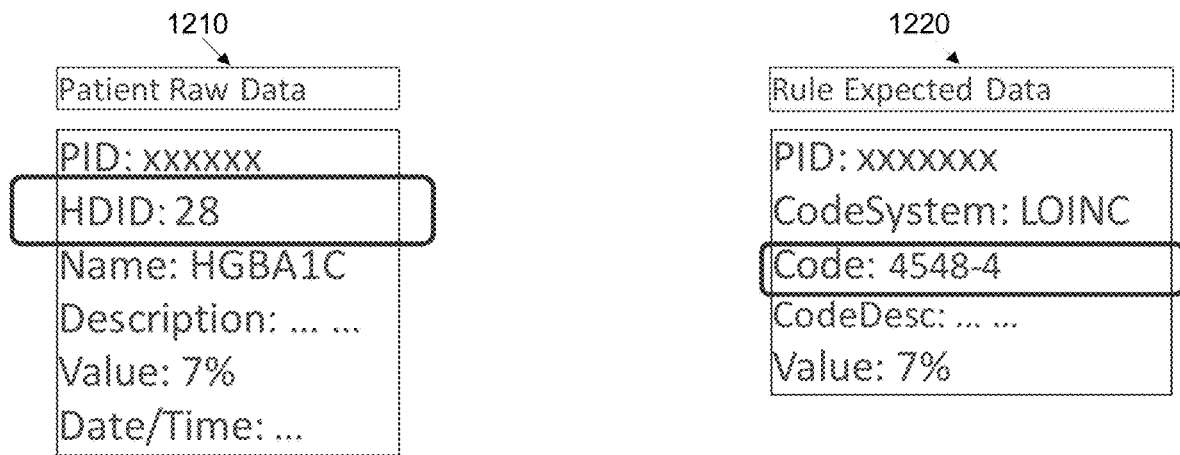 1210
Patient Raw Data
PID: xxxxxx
HDID: 28
Name: HGBA1C
Description: ... ...
Value: 7%
Date/Time: ...
1220
Rule Expected Data
PID: xxxxxxx
CodeSystem: LOINC
Code: 4548-4
CodeDesc: ... ...
Value: 7%